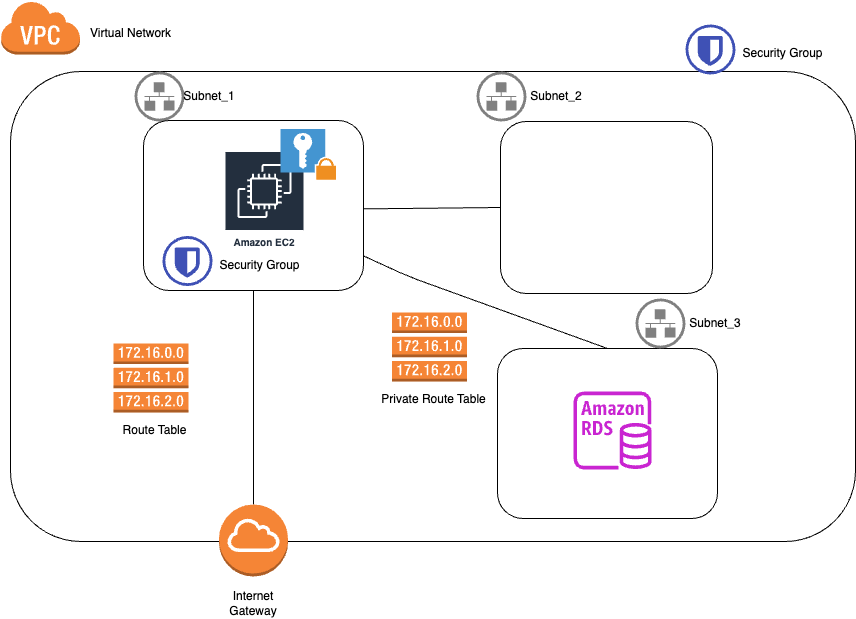 VPC
Virtual Network
Security Group
Subnet_1
Subnet_2
Amazon EC2
Security Group
172.16.0.0
172.16.1.0
172.16.2.0
Private Route Table
Subnet_3
172.16.0.0
172.16.1.0
172.16.2.0
Route Table
Amazon
RDS
Internet
Gateway